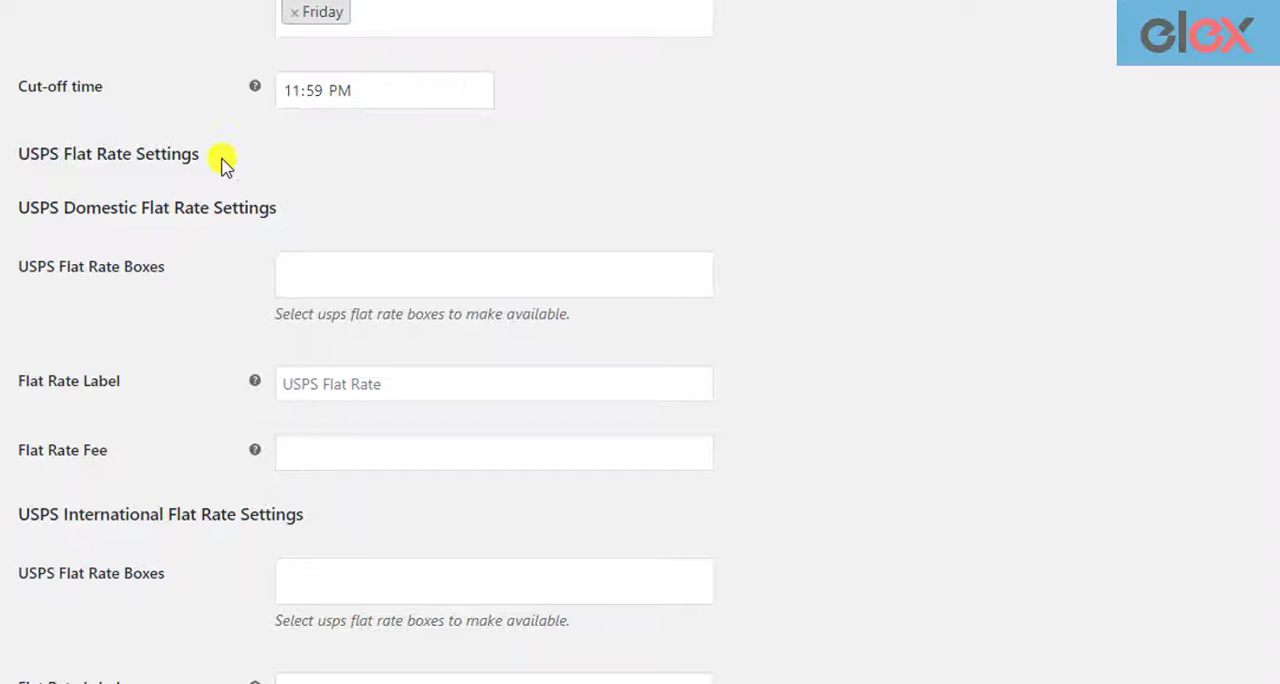 × Friday
elex
Cut-off time
11:59 PM
USPS Flat Rate Settings
USPS Domestic Flat Rate Settings
USPS Flat Rate Boxes
Select usps flat rate boxes to make available.
Flat Rate Label
USPS Flat Rate
Flat Rate Fee
USPS International Flat Rate Settings
USPS Flat Rate Boxes
Select usps flat rate boxes to make available.